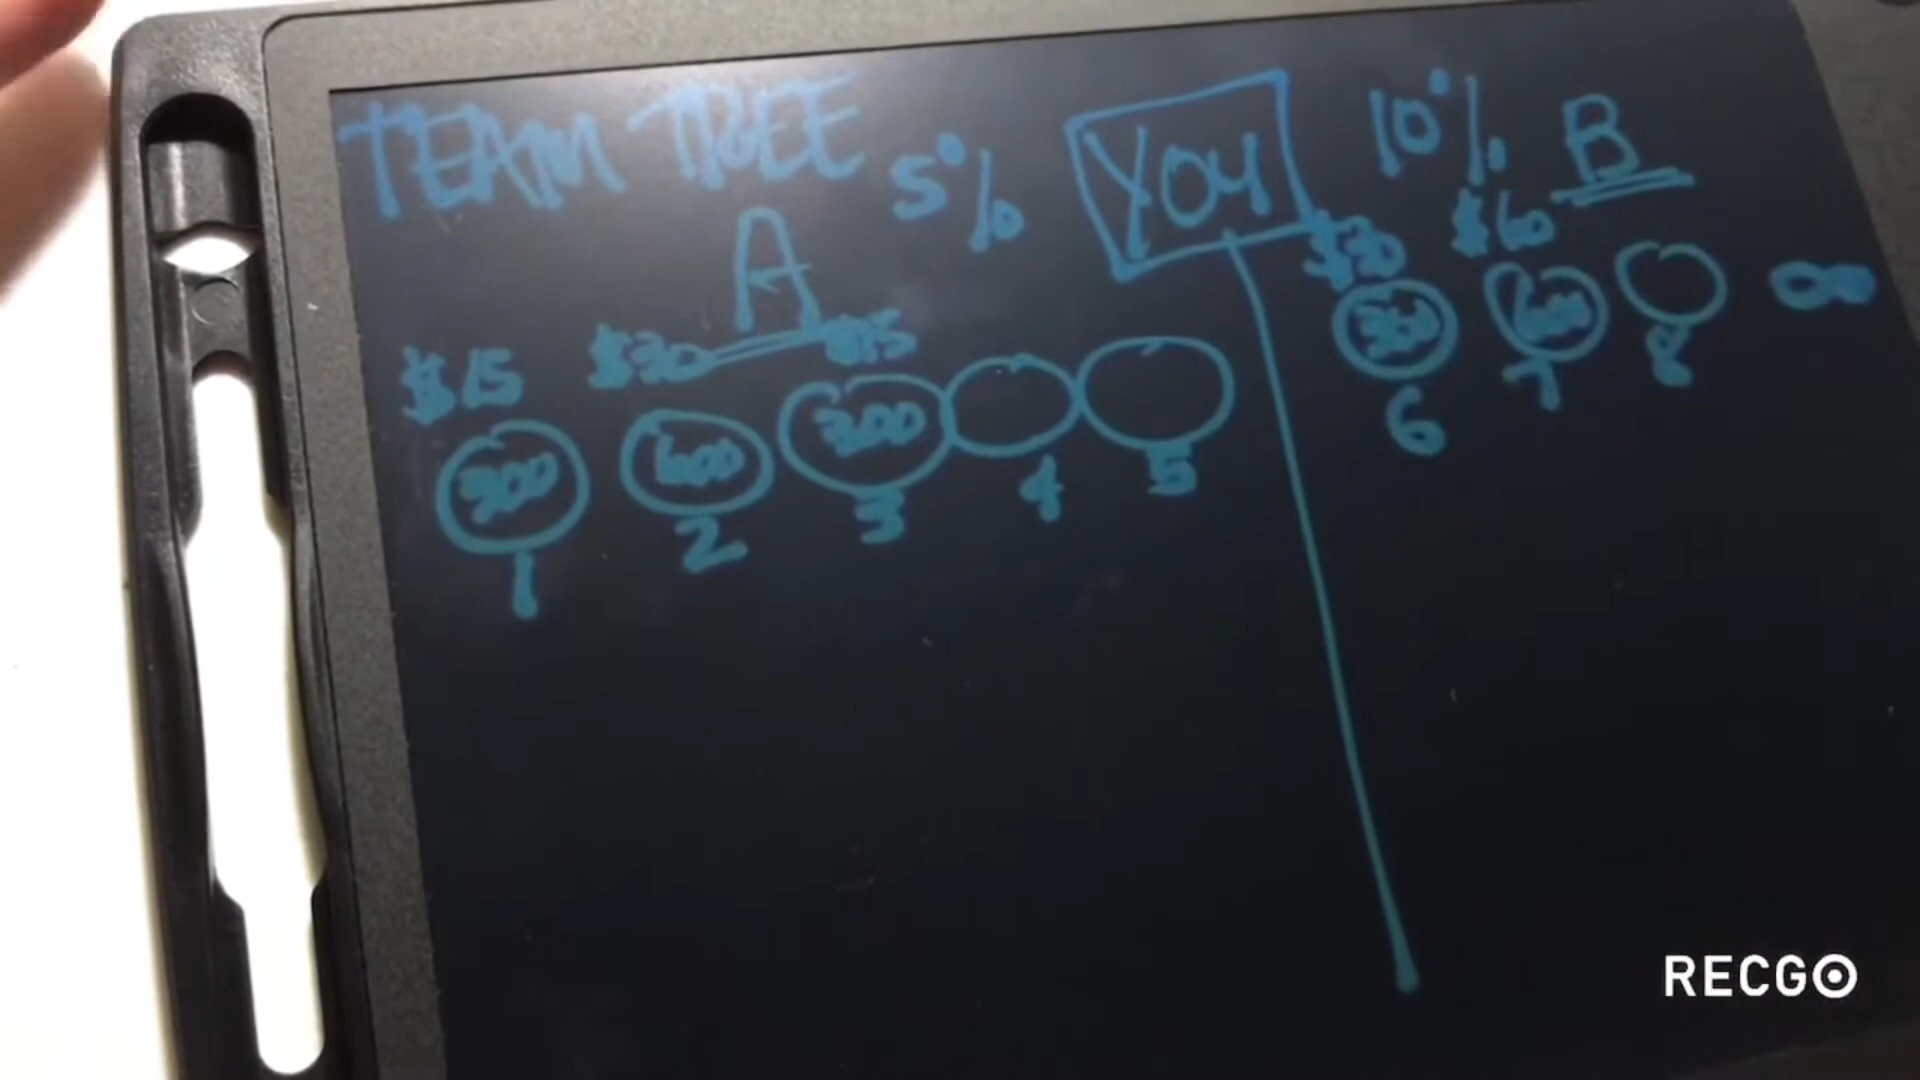 TEAM TREE 5% YOU 10% B
A
$15 $30 $15 $30 $60
300 600 300 300 600 ∞
1 2 3 4 5 6 7 8
RECGO